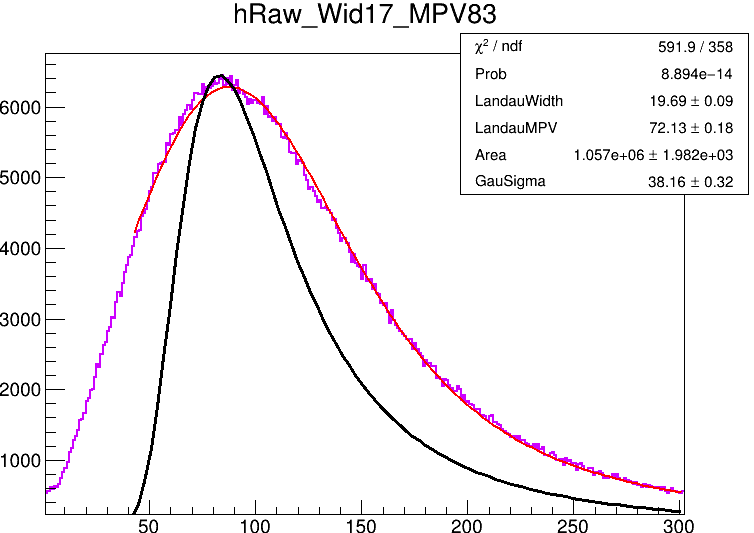 hRaw_Wid17_MPV83
χ² / ndf 591.9 / 358
Prob 8.894e−14
LandauWidth 19.69 ± 0.09
LandauMPV 72.13 ± 0.18
Area 1.057e+06 ± 1.982e+03
GauSigma 38.16 ± 0.32
6000
5000
4000
3000
2000
1000
50 100 150 200 250 300